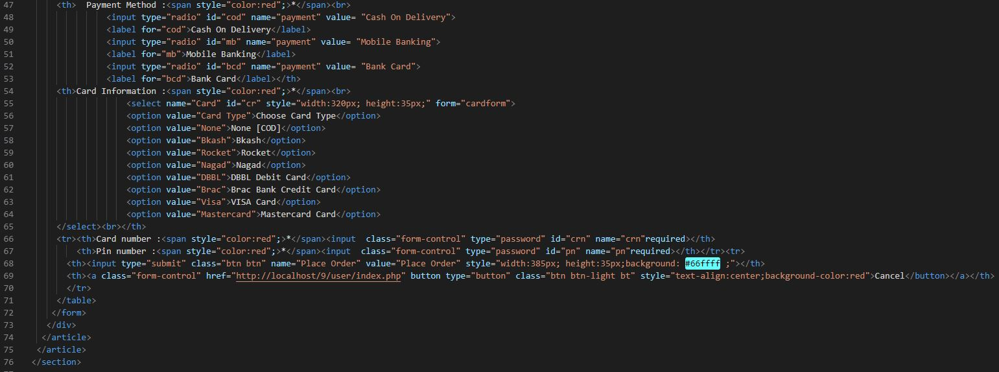 47 <th>  Payment Method :<span style="color:red";>*</span><br>
48 <input type="radio" id="cod" name="payment" value= "Cash On Delivery">
49 <label for="cod">Cash On Delivery</label>
50 <input type="radio" id="mb" name="payment" value= "Mobile Banking">
51 <label for="mb">Mobile Banking</label>
52 <input type="radio" id="bcd" name="payment" value= "Bank Card">
53 <label for="bcd">Bank Card</label></th>
54 <th>Card Information :<span style="color:red";>*</span><br>
55 <select name="Card" id="cr" style="width:320px; height:35px;" form="cardform">
56 <option value="Card Type">Choose Card Type</option>
57 <option value="None">None [COD]</option>
58 <option value="Bkash">Bkash</option>
59 <option value="Rocket">Rocket</option>
60 <option value="Nagad">Nagad</option>
61 <option value="DBBL">DBBL Debit Card</option>
62 <option value="Brac">Brac Bank Credit Card</option>
63 <option value="Visa">VISA Card</option>
64 <option value="Mastercard">Mastercard Card</option>
65 </select><br></th>
66 <tr><th>Card number :<span style="color:red";>*</span><input  class="form-control" type="password" id="crn" name="crn"required></th>
67 <th>Pin number :<span style="color:red";>*</span><input  class="form-control" type="password" id="pn" name="pn"required></th></tr><tr>
68 <th><input type="submit" class="btn btn" name="Place Order" value="Place Order" style="width:385px; height:35px;background: #66ffff ;"></th>
69 <th><a class="form-control" href="http://localhost/9/user/index.php" button type="button" class="btn btn-light bt" style="text-align:center;background-color:red">Cancel</button></a></th>
70 </tr>
71 </table>
72 </form>
73 </div>
74 </article>
75 </article>
76 </section>